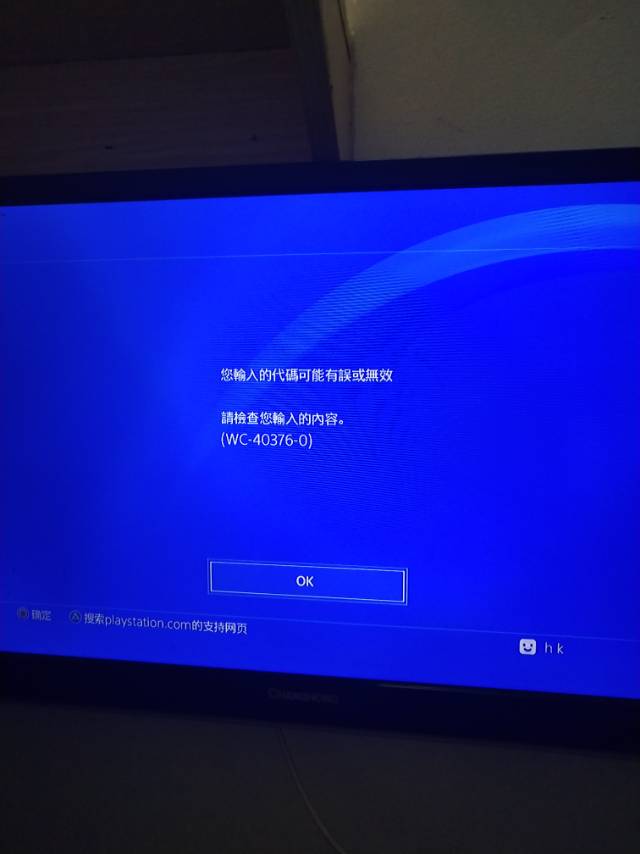 您輸入的代碼可能有誤或無效
請檢查您輸入的內容。
(WC-40376-0)
OK
确定
搜索playstation.com的支持网页
h k